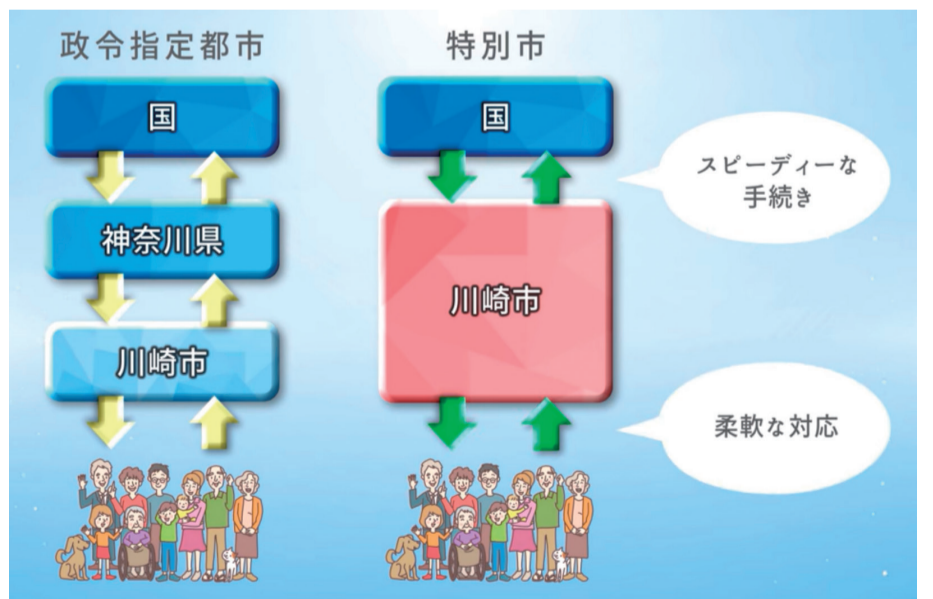 政令指定都市
国
神奈川県
川崎市
特別市
国
川崎市
スピーディーな
手続き
柔軟な対応